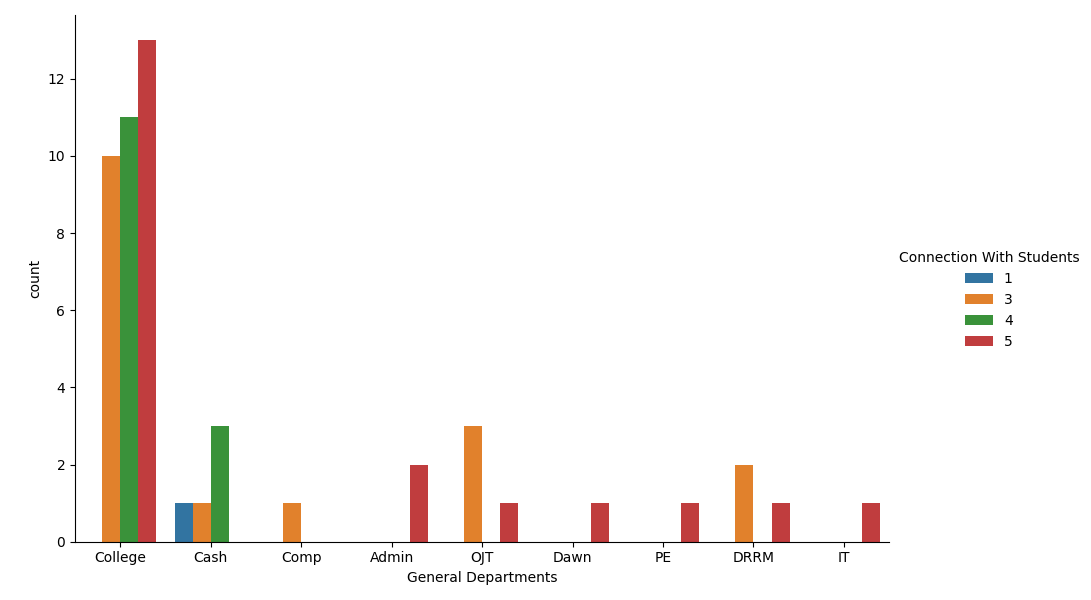 12
10
8
6
4
2
0
count
College Cash Comp Admin OJT Dawn PE DRRM IT
General Departments
Connection With Students
1
3
4
5